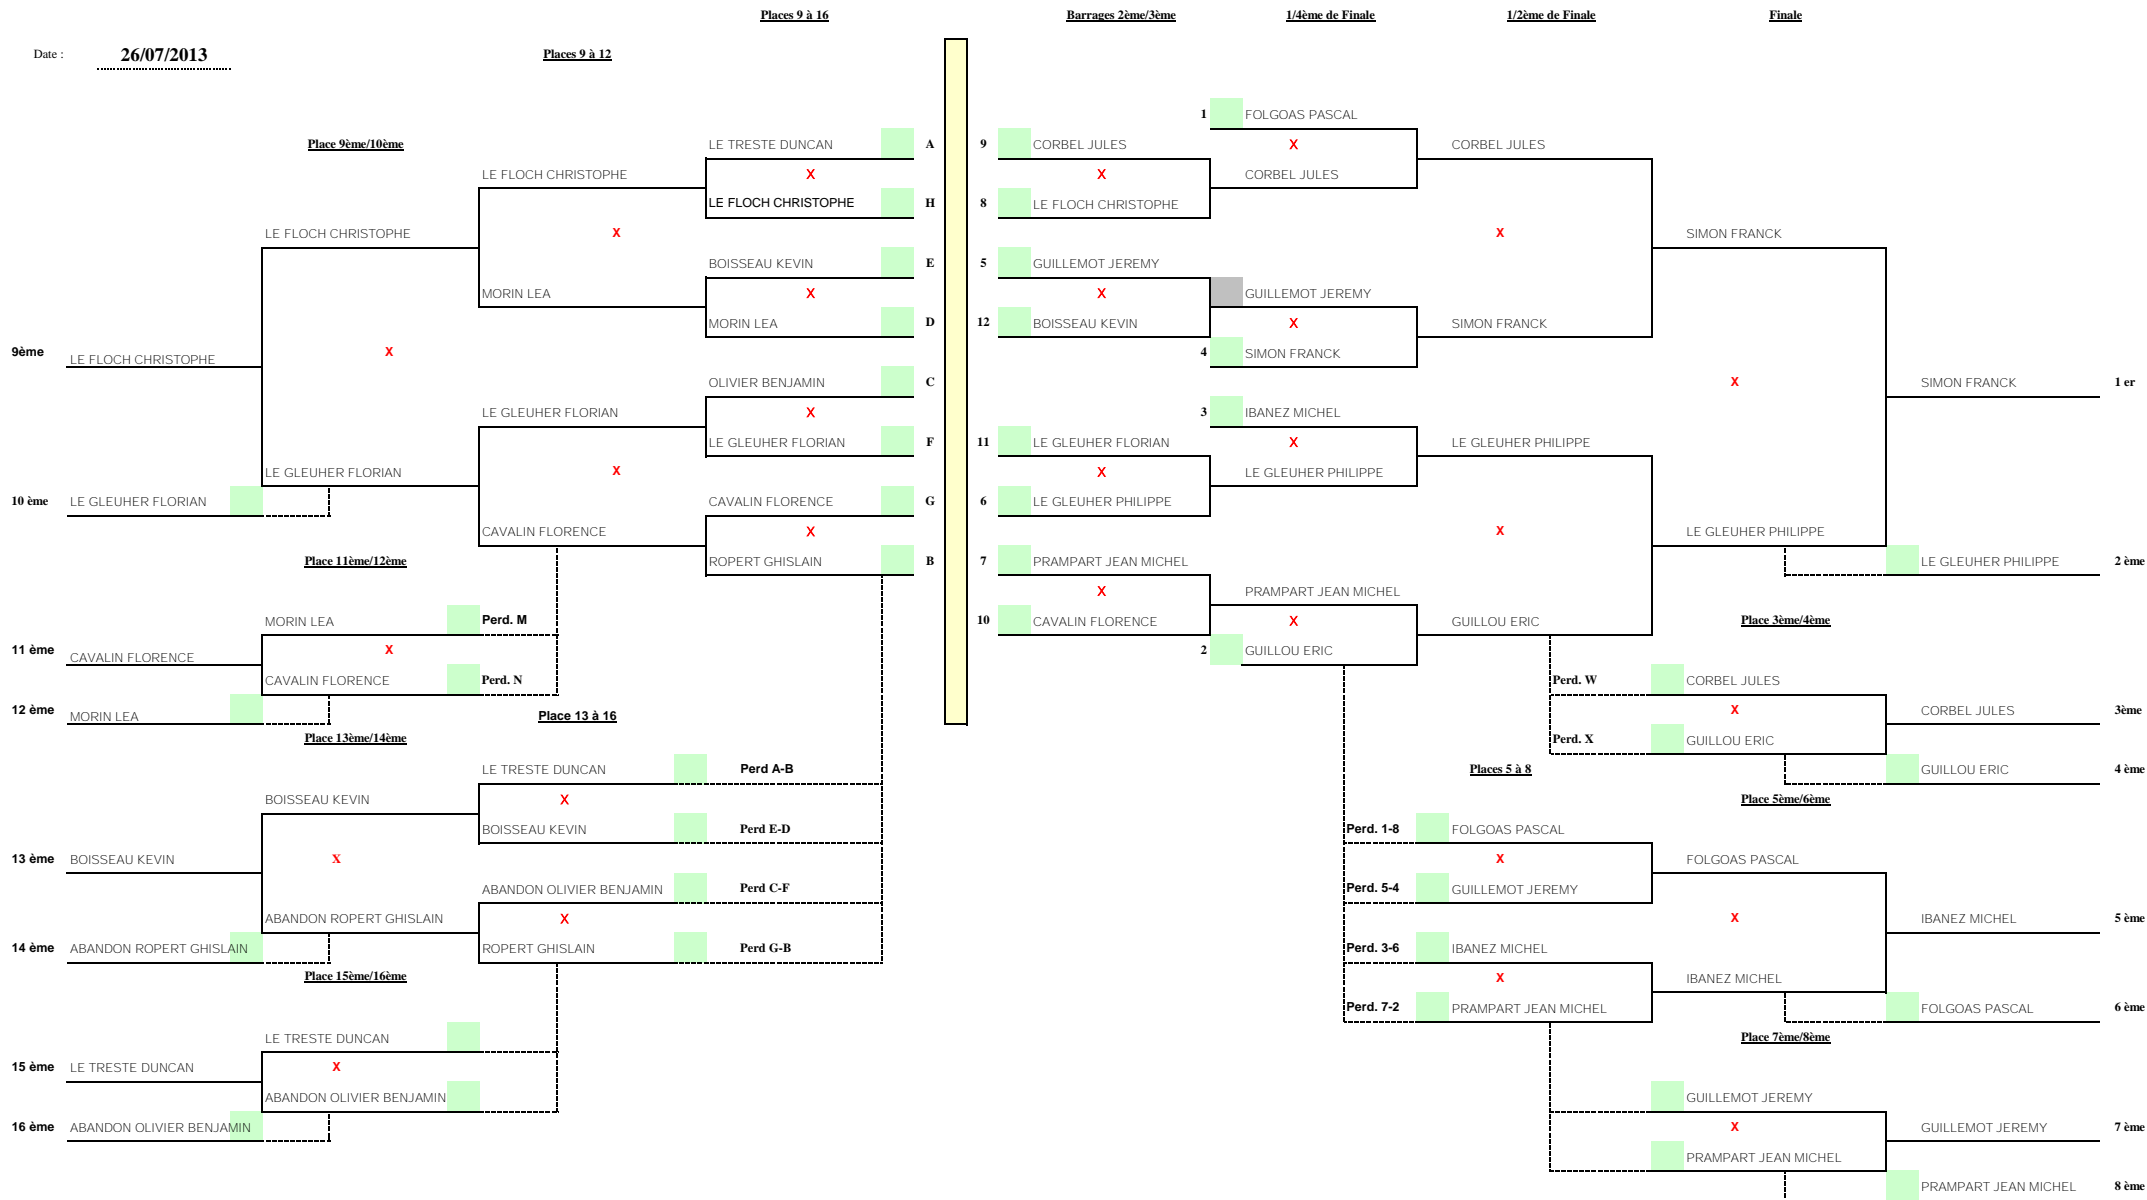 Places 9 à 16
Barrages 2ème/3ème
1/4ème de Finale
1/2ème de Finale
Finale
Date :
26/07/2013
Places 9 à 12
1 FOLGOAS PASCAL
Place 9ème/10ème
LE TRESTE DUNCAN A
9 CORBEL JULES
X
CORBEL JULES
LE FLOCH CHRISTOPHE
X
X
CORBEL JULES
LE FLOCH CHRISTOPHE H
8 LE FLOCH CHRISTOPHE
LE FLOCH CHRISTOPHE
X
X
SIMON FRANCK
BOISSEAU KEVIN E
5 GUILLEMOT JEREMY
MORIN LEA
X
X
GUILLEMOT JEREMY
MORIN LEA D
12 BOISSEAU KEVIN
X
SIMON FRANCK
9ème LE FLOCH CHRISTOPHE
X
4 SIMON FRANCK
OLIVIER BENJAMIN C
X
SIMON FRANCK 1 er
LE GLEUHER FLORIAN
X
3 IBANEZ MICHEL
LE GLEUHER FLORIAN F
11 LE GLEUHER FLORIAN
X
LE GLEUHER PHILIPPE
LE GLEUHER FLORIAN
X
X
LE GLEUHER PHILIPPE
10 ème LE GLEUHER FLORIAN
CAVALIN FLORENCE G
6 LE GLEUHER PHILIPPE
CAVALIN FLORENCE
X
X
LE GLEUHER PHILIPPE
Place 11ème/12ème
ROPERT GHISLAIN B
7 PRAMPART JEAN MICHEL
LE GLEUHER PHILIPPE 2 ème
X
PRAMPART JEAN MICHEL
MORIN LEA Perd. M
10 CAVALIN FLORENCE
X
GUILLOU ERIC
Place 3ème/4ème
11 ème CAVALIN FLORENCE
X
2 GUILLOU ERIC
CAVALIN FLORENCE Perd. N
Perd. W CORBEL JULES
12 ème MORIN LEA
Place 13 à 16
X
CORBEL JULES 3ème
Place 13ème/14ème
Perd. X GUILLOU ERIC
LE TRESTE DUNCAN Perd A-B
Places 5 à 8
GUILLOU ERIC 4 ème
BOISSEAU KEVIN
X
Place 5ème/6ème
BOISSEAU KEVIN Perd E-D
Perd. 1-8 FOLGOAS PASCAL
13 ème BOISSEAU KEVIN
X
X
FOLGOAS PASCAL
ABANDON OLIVIER BENJAMIN Perd C-F
Perd. 5-4 GUILLEMOT JEREMY
ABANDON ROPERT GHISLAIN
X
X
IBANEZ MICHEL 5 ème
14 ème ABANDON ROPERT GHISLAIN
ROPERT GHISLAIN Perd G-B
Perd. 3-6 IBANEZ MICHEL
Place 15ème/16ème
X
IBANEZ MICHEL
Perd. 7-2 PRAMPART JEAN MICHEL
FOLGOAS PASCAL 6 ème
LE TRESTE DUNCAN
Place 7ème/8ème
15 ème LE TRESTE DUNCAN
X
ABANDON OLIVIER BENJAMIN
GUILLEMOT JEREMY
16 ème ABANDON OLIVIER BENJAMIN
X
GUILLEMOT JEREMY 7 ème
PRAMPART JEAN MICHEL
PRAMPART JEAN MICHEL 8 ème